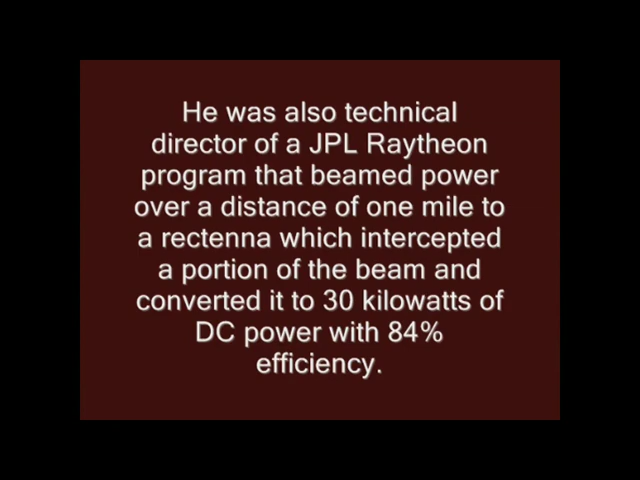 He was also technical
director of a JPL Raytheon
program that beamed power
over a distance of one mile to
a rectenna which intercepted
a portion of the beam and
converted it to 30 kilowatts of
DC power with 84%
efficiency.